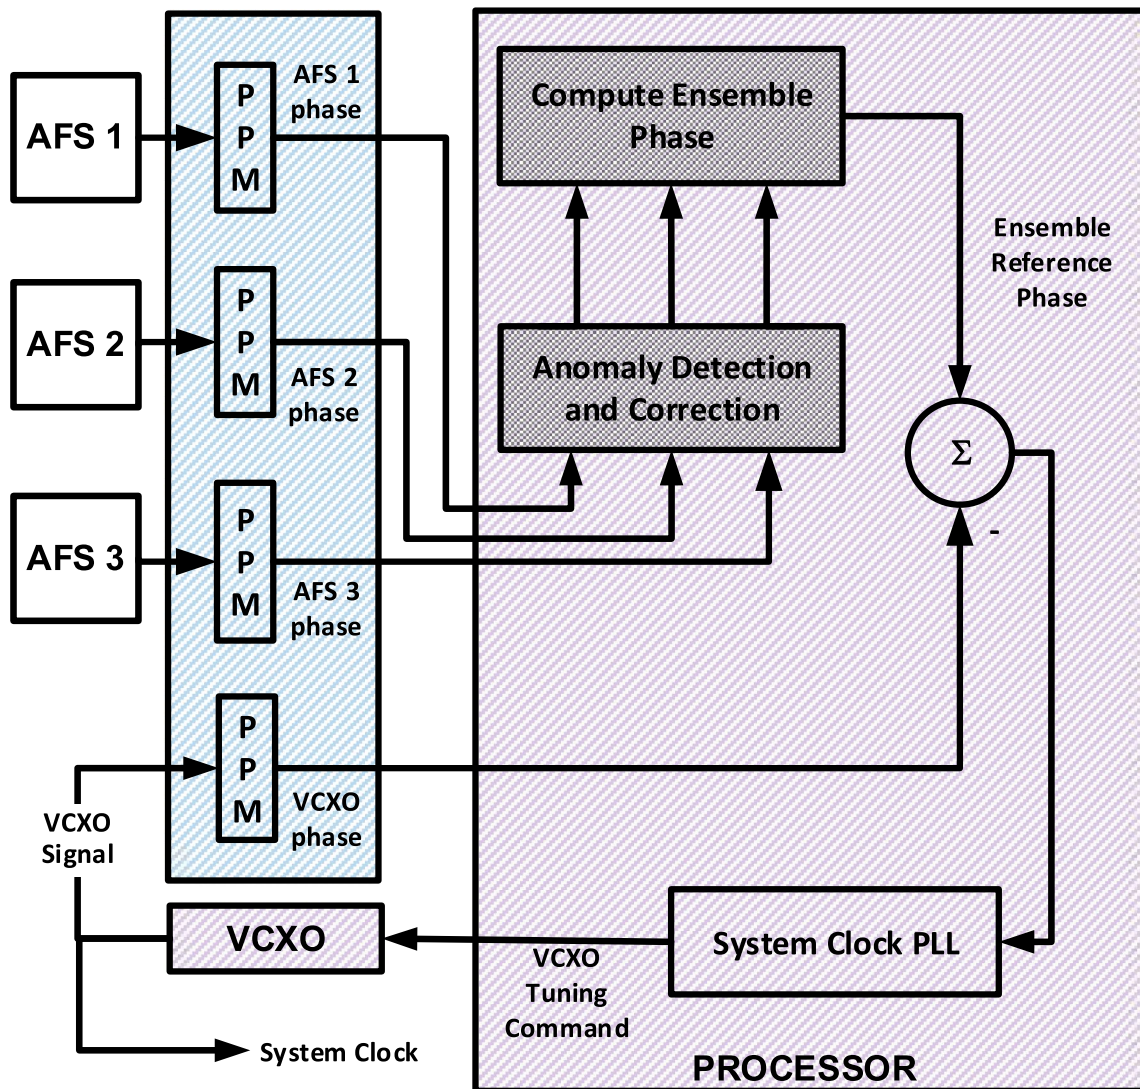 AFS 1
P
P
M
AFS 1
phase
Compute Ensemble
Phase
Ensemble
Reference
Phase
AFS 2
P
P
M
AFS 2
phase
Anomaly Detection
and Correction
Σ
-
AFS 3
P
P
M
AFS 3
phase
P
P
M
VCXO
phase
VCXO
Signal
VCXO
System Clock PLL
VCXO
Tuning
Command
System Clock
PROCESSOR